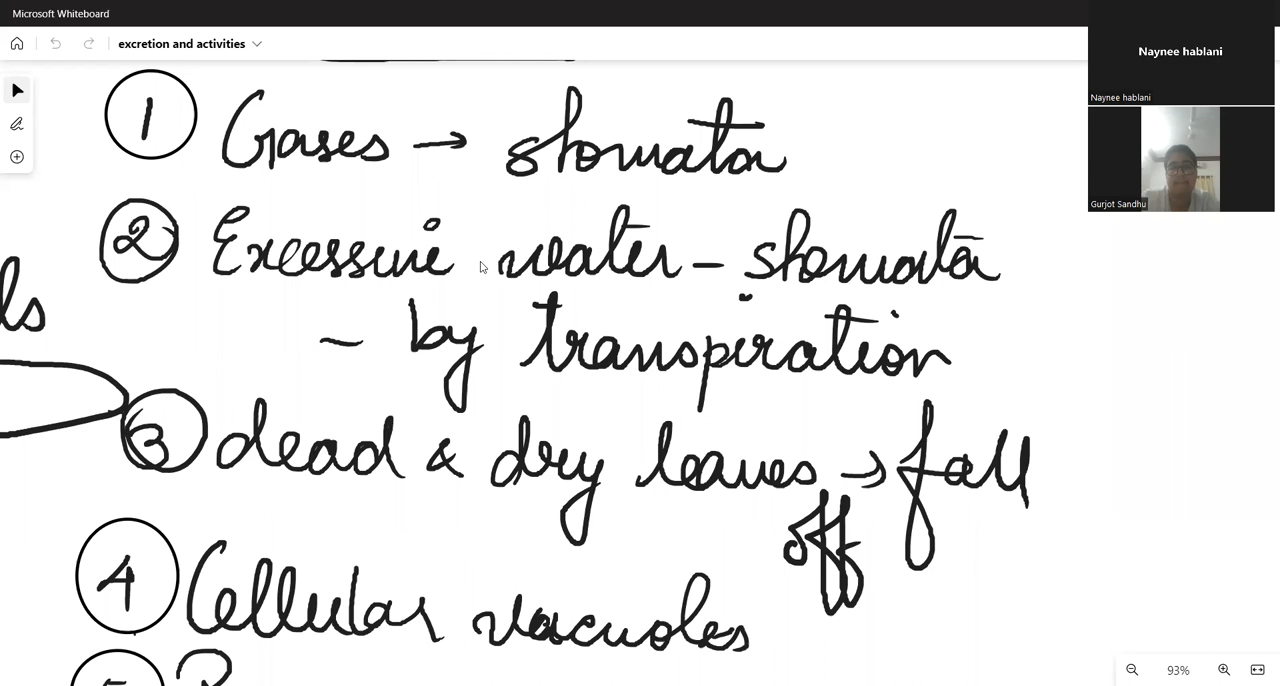 Microsoft Whiteboard
excretion and activities
Naynee hablani
Naynee hablani
Gurjot Sandhu
1 Gases → stomata
2 Excessive water - stomata
- by transpiration
ls
3 dead & dry leaves → fall
off
4 Cellular vacuoles
5
93%